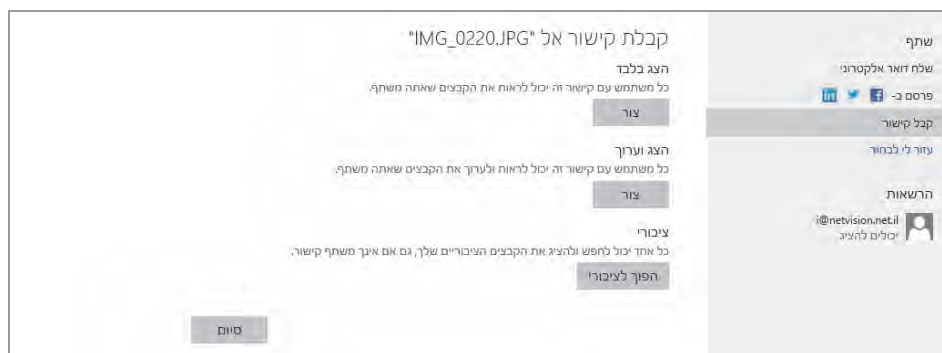 שתף
שלח דואר אלקטרוני
פרסם ב-
קבל קישור
עזור לי לבחור
הרשאות
i@netvision.net.il
יכולים להציג
קבלת קישור אל "IMG_0220.JPG"
הצג בלבד
כל משתמש עם קישור זה יכול לראות את הקבצים שאתה משתף.
צור
הצג וערוך
כל משתמש עם קישור זה יכול לראות ולערוך את הקבצים שאתה משתף.
צור
ציבורי
כל אחד יכול לחפש ולהציג את הקבצים הציבוריים שלך, גם אם אינך משתף קישור.
הפוך לציבורי
סיום